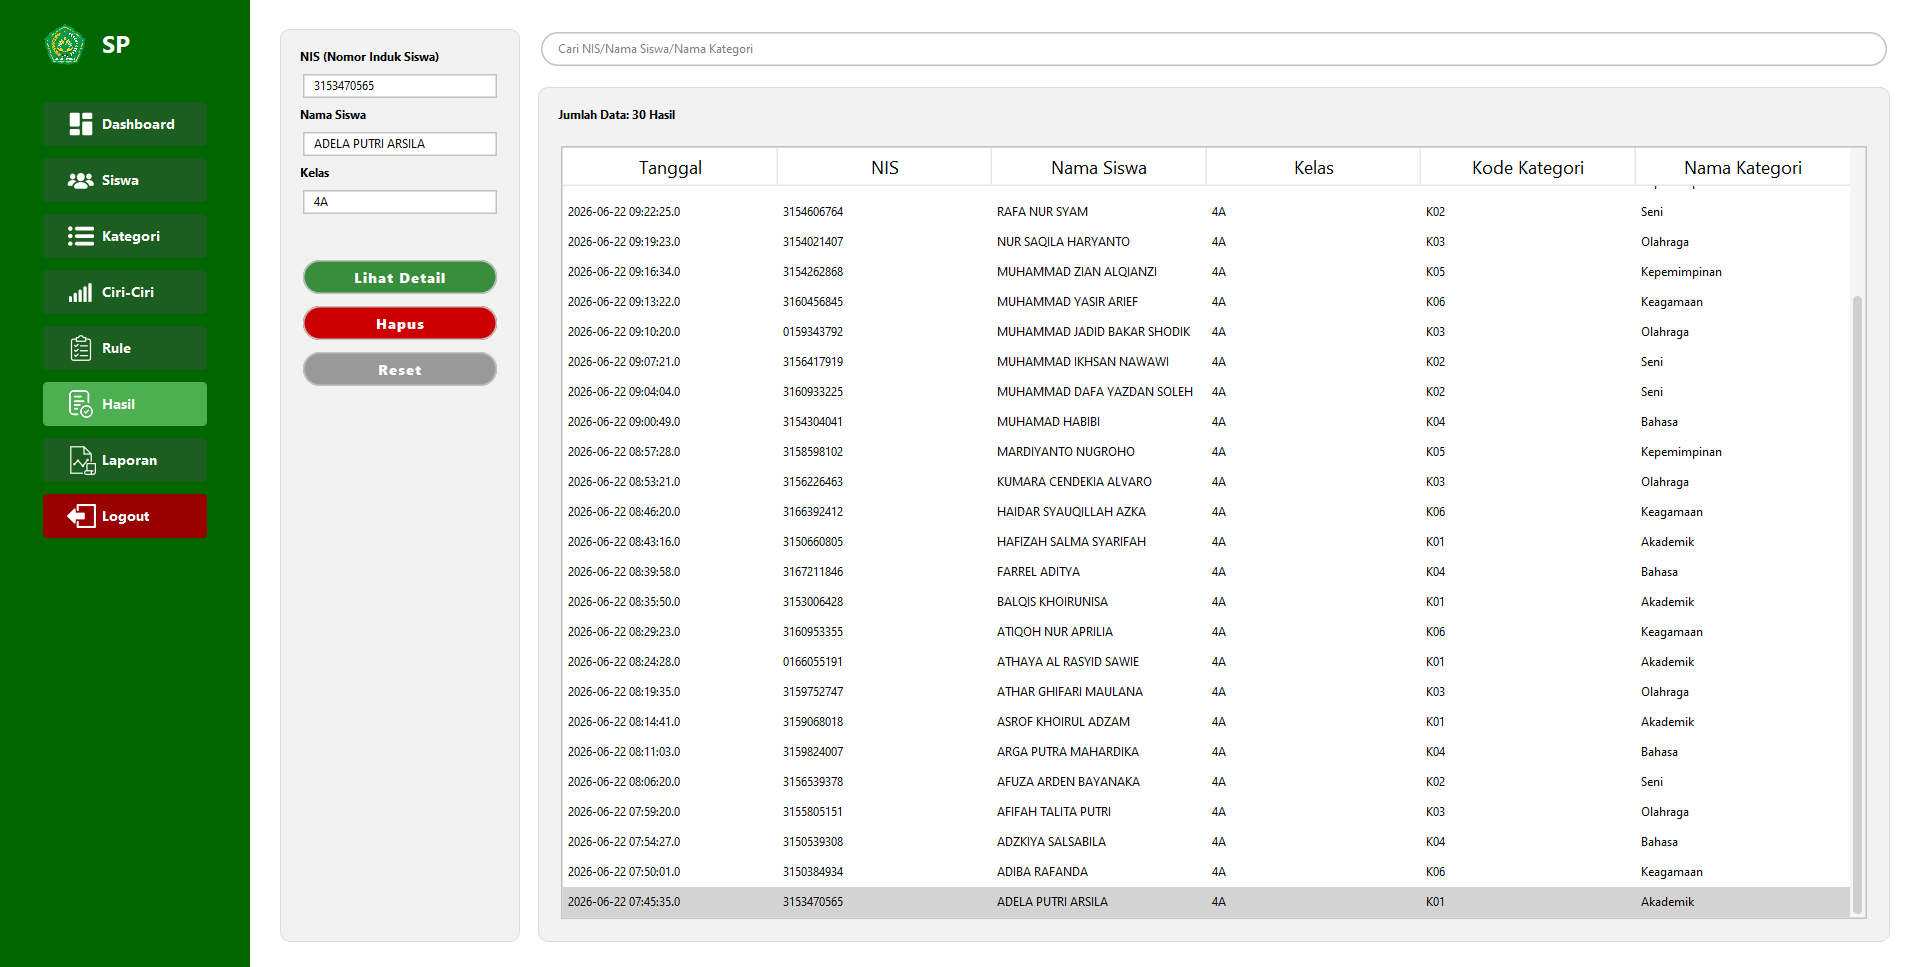 SP
Dashboard
Siswa
Kategori
Ciri-Ciri
Rule
Hasil
Laporan
Logout
NIS (Nomor Induk Siswa)
3153470565
Nama Siswa
ADELA PUTRI ARSILA
Kelas
4A
Lihat Detail
Hapus
Reset
Cari NIS/Nama Siswa/Nama Kategori
Jumlah Data: 30 Hasil
Tanggal NIS Nama Siswa Kelas Kode Kategori Nama Kategori
2026-06-22 09:22:25.0 3154606764 RAFA NUR SYAM 4A K02 Seni
2026-06-22 09:19:23.0 3154021407 NUR SAQILA HARYANTO 4A K03 Olahraga
2026-06-22 09:16:34.0 3154262868 MUHAMMAD ZIAN ALQIANZI 4A K05 Kepemimpinan
2026-06-22 09:13:22.0 3160456845 MUHAMMAD YASIR ARIEF 4A K06 Keagamaan
2026-06-22 09:10:20.0 0159343792 MUHAMMAD JADID BAKAR SHODIK 4A K03 Olahraga
2026-06-22 09:07:21.0 3156417919 MUHAMMAD IKHSAN NAWAWI 4A K02 Seni
2026-06-22 09:04:04.0 3160933225 MUHAMMAD DAFA YAZDAN SOLEH 4A K02 Seni
2026-06-22 09:00:49.0 3154304041 MUHAMAD HABIBI 4A K04 Bahasa
2026-06-22 08:57:28.0 3158598102 MARDIYANTO NUGROHO 4A K05 Kepemimpinan
2026-06-22 08:53:21.0 3156226463 KUMARA CENDEKIA ALVARO 4A K03 Olahraga
2026-06-22 08:46:20.0 3166392412 HAIDAR SYAUQILLAH AZKA 4A K06 Keagamaan
2026-06-22 08:43:16.0 3150660805 HAFIZAH SALMA SYARIFAH 4A K01 Akademik
2026-06-22 08:39:58.0 3167211846 FARREL ADITYA 4A K04 Bahasa
2026-06-22 08:35:50.0 3153006428 BALQIS KHOIRUNISA 4A K01 Akademik
2026-06-22 08:29:23.0 3160953355 ATIQOH NUR APRILIA 4A K06 Keagamaan
2026-06-22 08:24:28.0 0166055191 ATHAYA AL RASYID SAWIE 4A K01 Akademik
2026-06-22 08:19:35.0 3159752747 ATHAR GHIFARI MAULANA 4A K03 Olahraga
2026-06-22 08:14:41.0 3159068018 ASROF KHOIRUL ADZAM 4A K01 Akademik
2026-06-22 08:11:03.0 3159824007 ARGA PUTRA MAHARDIKA 4A K04 Bahasa
2026-06-22 08:06:20.0 3156539378 AFUZA ARDEN BAYANAKA 4A K02 Seni
2026-06-22 07:59:20.0 3155805151 AFIFAH TALITA PUTRI 4A K03 Olahraga
2026-06-22 07:54:27.0 3150539308 ADZKIYA SALSABILA 4A K04 Bahasa
2026-06-22 07:50:01.0 3150384934 ADIBA RAFANDA 4A K06 Keagamaan
2026-06-22 07:45:35.0 3153470565 ADELA PUTRI ARSILA 4A K01 Akademik